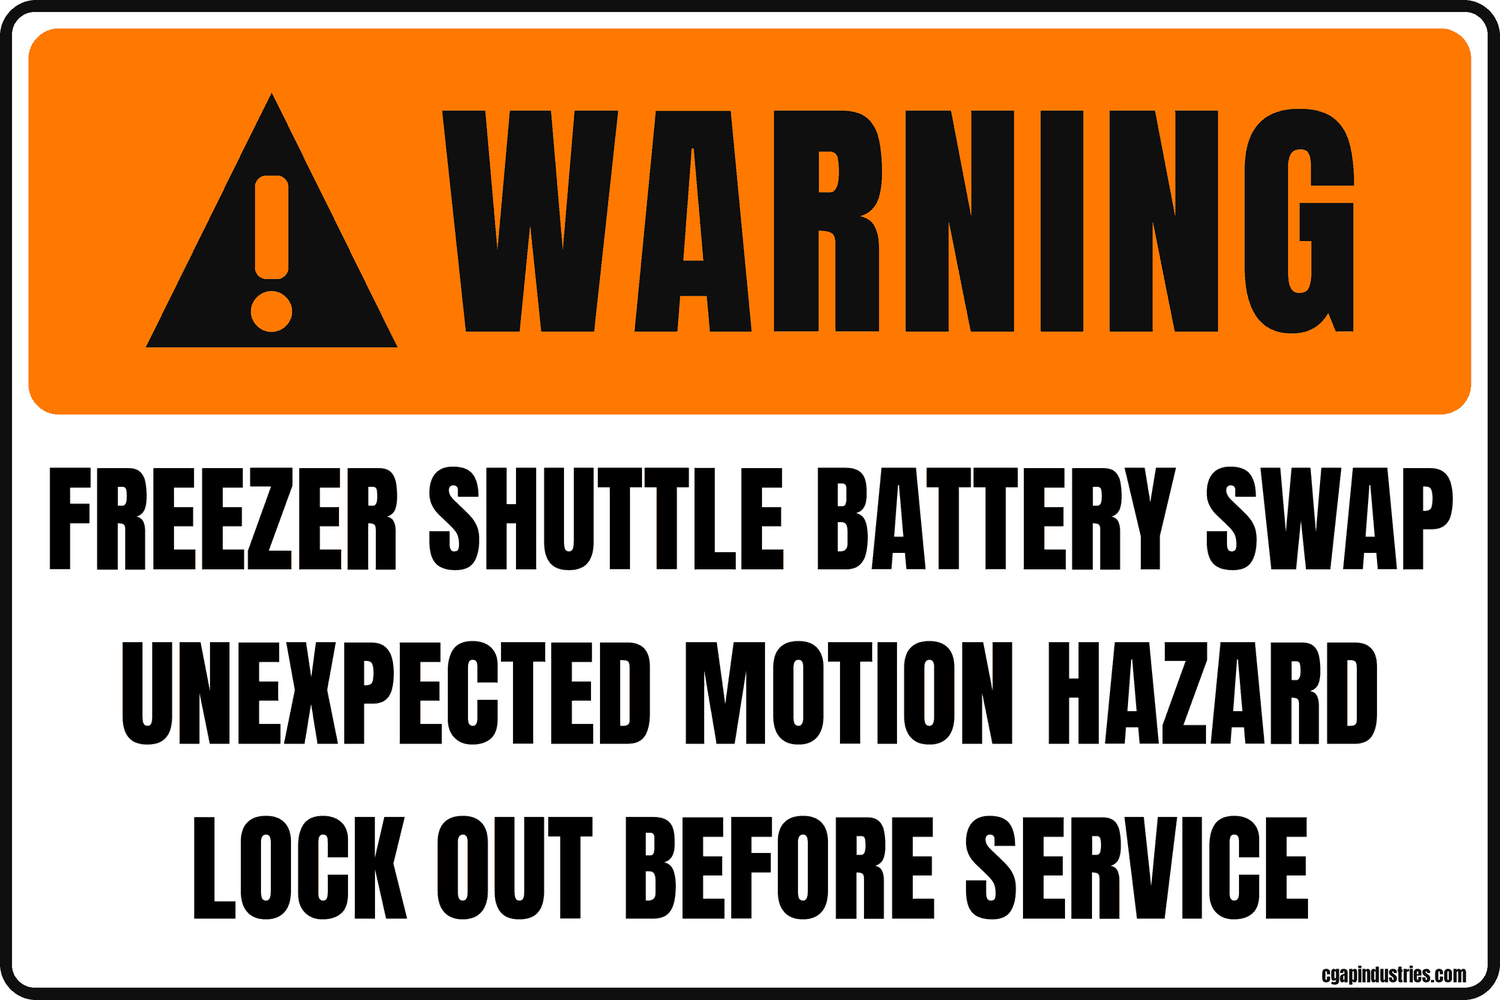 WARNING
FREEZER SHUTTLE BATTERY SWAP
UNEXPECTED MOTION HAZARD
LOCK OUT BEFORE SERVICE
cgapindustries.com